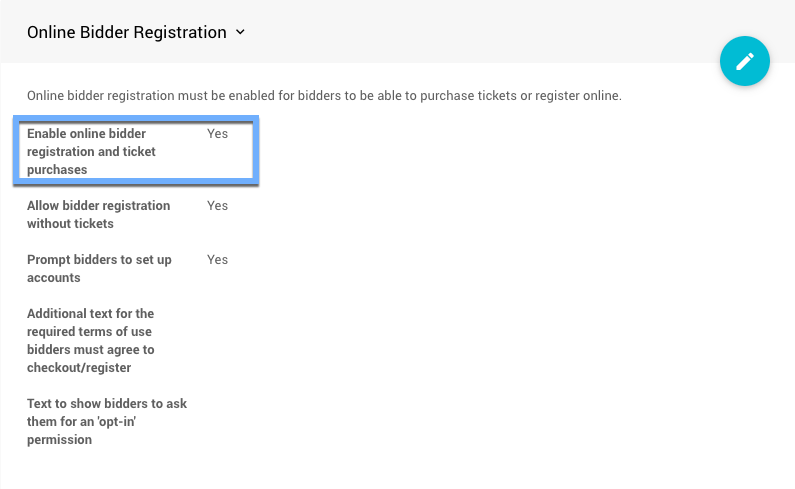 Online Bidder Registration
Online bidder registration must be enabled for bidders to be able to purchase tickets or register online.
Enable online bidder Yes
registration and ticket
purchases
Allow bidder registration Yes
without tickets
Prompt bidders to set up Yes
accounts
Additional text for the
required terms of use
bidders must agree to
checkout/register
Text to show bidders to ask
them for an 'opt-in'
permission